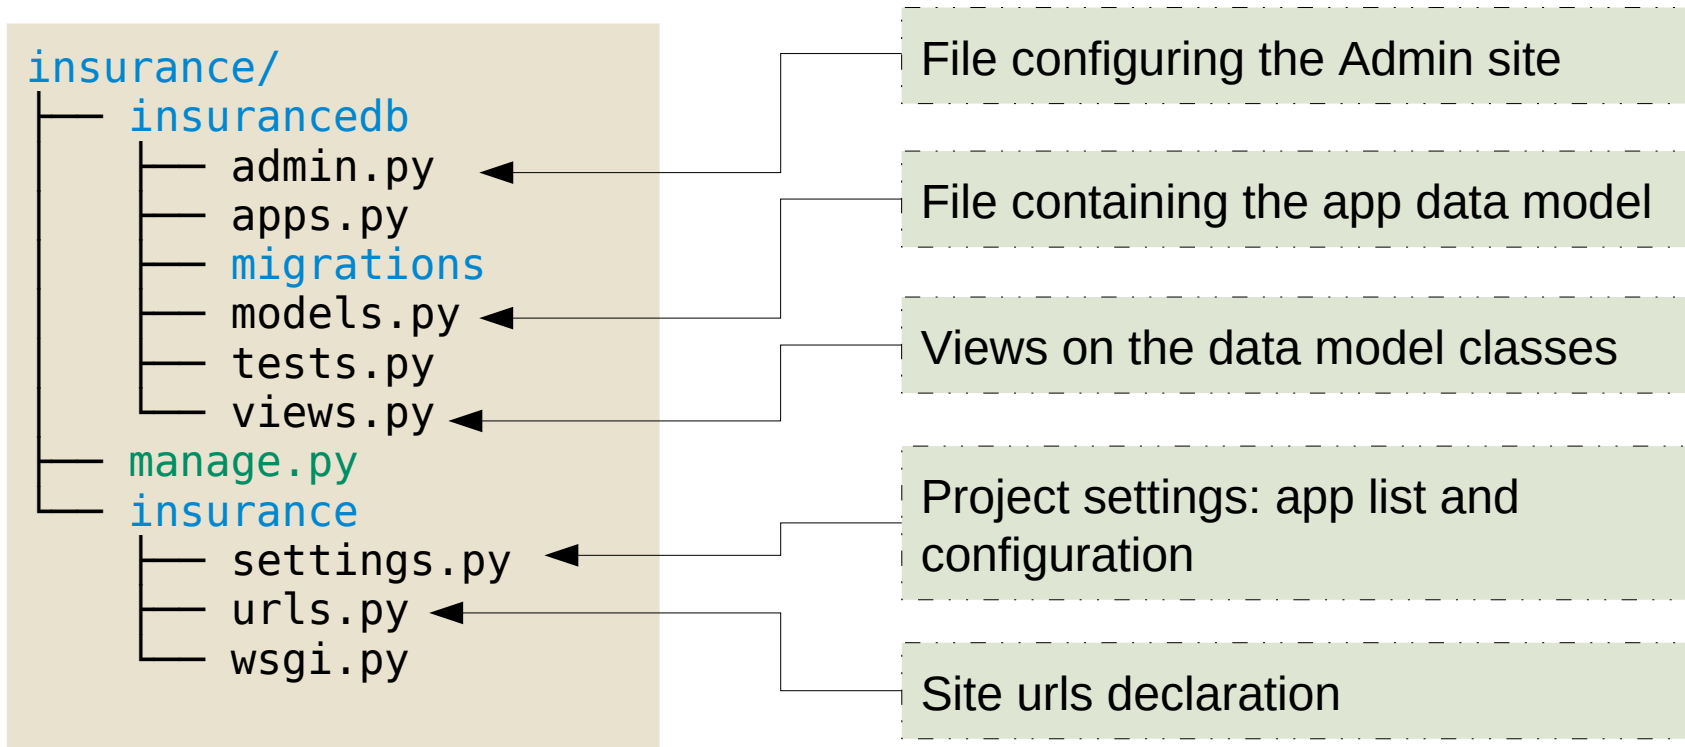 insurance/
insurancedb
admin.py
apps.py
migrations
models.py
tests.py
views.py
manage.py
insurance
settings.py
urls.py
wsgi.py
File configuring the Admin site
File containing the app data model
Views on the data model classes
Project settings: app list and
configuration
Site urls declaration